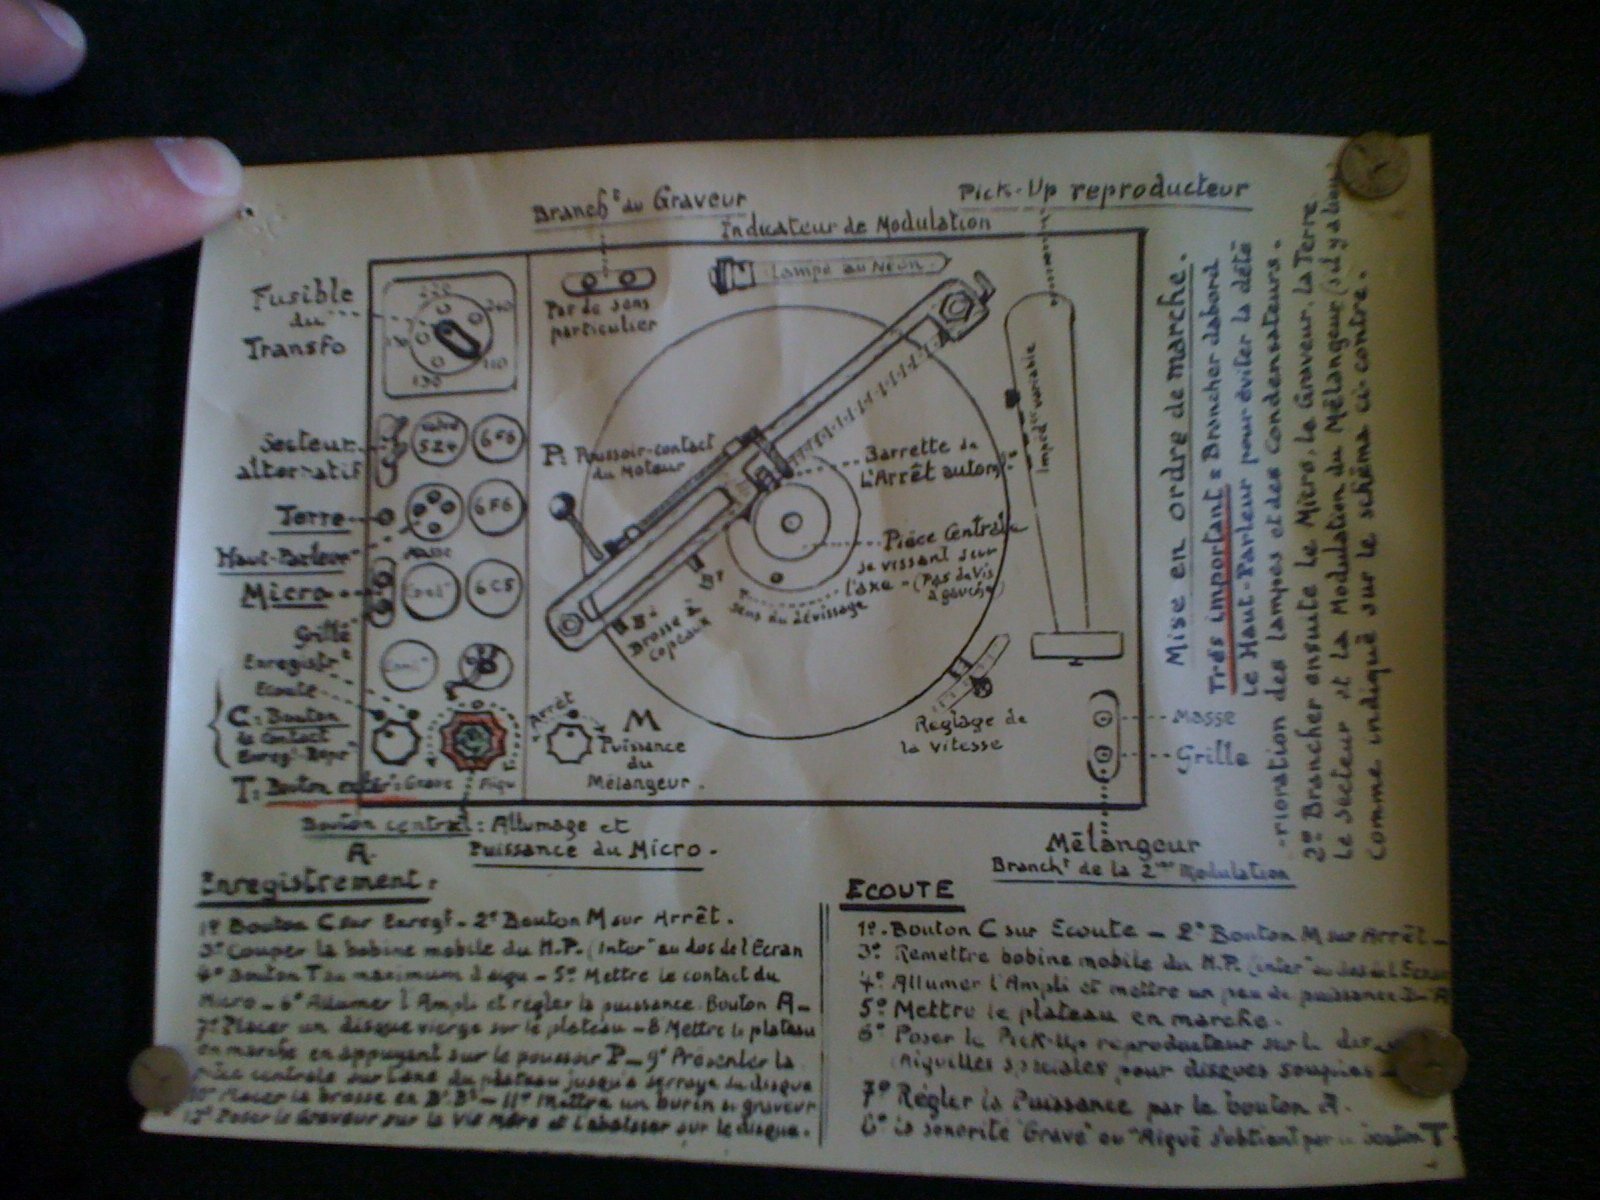 Branch.t du Graveur
Pick-Up reproducteur
Indicateur de Modulation
Lampe au Néon.
Pas de sens
particulier
Fusible
du
Transfo
220
240
110
130
Secteur
alternatif
Valve
5Z4
6F6
Terre
6F6
Haut-Parleur
Masse
Micro
6C5
Grille
Enregistr.t
Ecoute
C: Bouton
de contact
T: Bouton extér.r: Grave Aigu
Bouton central: Allumage et
A.
Puissance du Micro.
P: Poussoir-contact
du Moteur
Barrette de
L'Arrêt autom.
Pièce Centrale
se vissant sur
l'axe - (Pas de Vis
à gauche)
Sens du dévissage
B¹
B²
Brosse à
Copeaux
Arrêt
M
Puissance
du
Mélangeur.
Réglage de
la vitesse
variable
Masse
Grille
Mélangeur
Branch.t de la 2ème Modulation
Mise en ordre de marche.
Très important: Brancher d'abord
le Haut-Parleur pour éviter la dété
-rioration des lampes et des Condensateurs.
2º Brancher ensuite le Micro, le Graveur, la Terre
le secteur et la Modulation du Mélangeur (s'il y a lieu)
comme indiqué sur le schéma ci-contre.
Enregistrement:
1º Bouton C sur Enregt - 2º Bouton M sur Arrêt.
3º Couper la bobine mobile du H.P. (Inter au dos de l'Ecran
4º Bouton T au maximum d'aigu - 5º Mettre le contact du
Micro - 6º Allumer l'Ampli et régler la puissance. Bouton A -
7º Placer un disque vierge sur le plateau - 8 Mettre le plateau
en marche en appuyant sur le poussoir P - 9º Présenter la
pièce centrale sur l'axe du plateau jusqu'à serrage du disque
10º Placer la brosse en B¹ B² - 11º Mettre un burin au graveur
12º Poser le Graveur sur la Vis Mère et l'abaisser sur le disque.
ECOUTE
1º - Bouton C sur Ecoute - 2º Bouton M sur Arrêt -
3º Remettre bobine mobile du H.P. (inter au dos de l'Ecran
4º Allumer l'Ampli et mettre un peu de puissance B- A
5º Mettre le plateau en marche.
6º Poser le Pick-Up reproducteur sur le
(Aiguilles spéciales pour disques souples -
7º Régler la Puissance par le bouton A.
8º la sonorité "Grave" ou "Aiguë" s'obtient par bouton T.